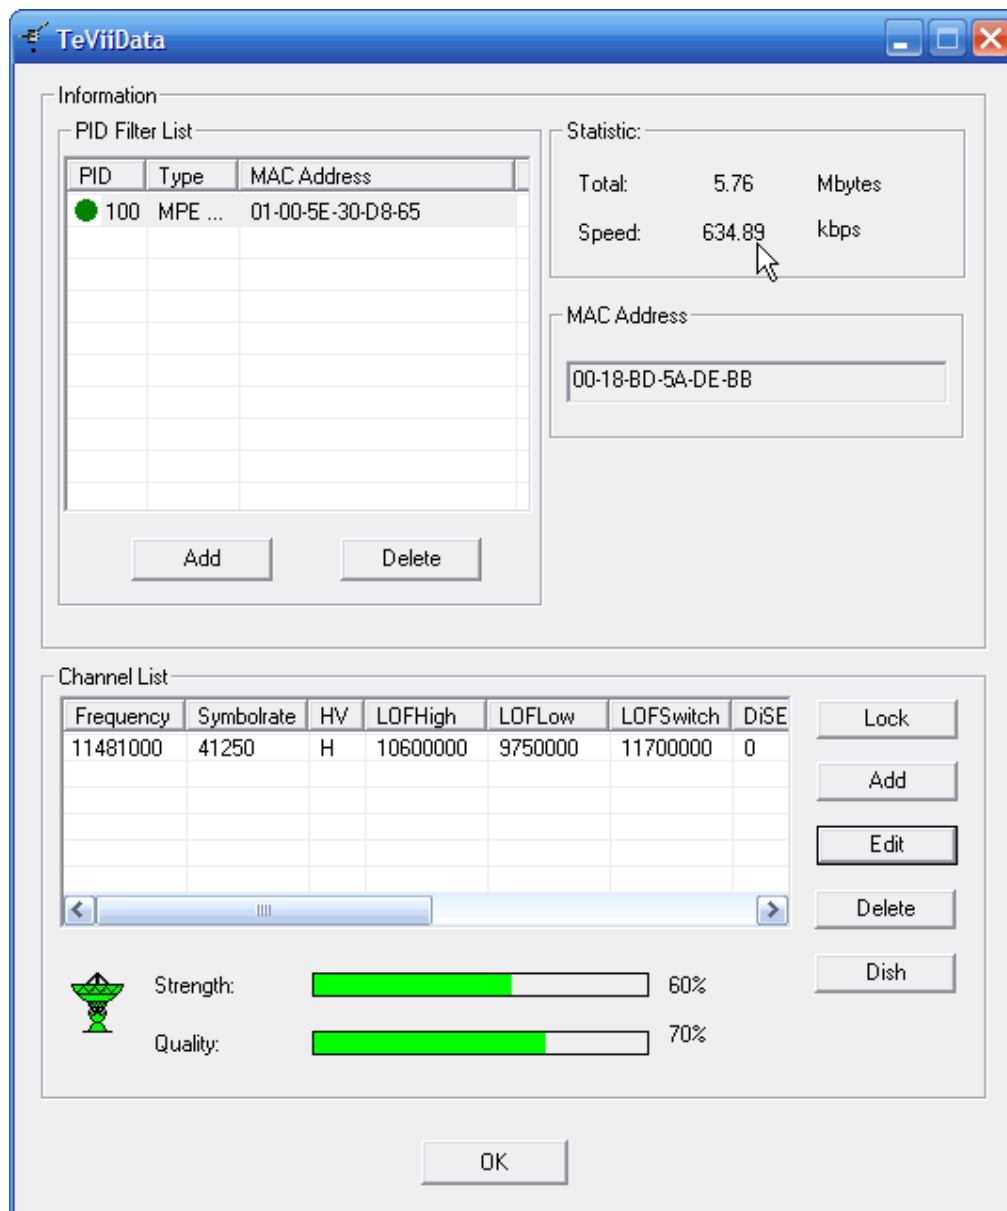 TeViiData
Information
PID Filter List
PID Type MAC Address
100 MPE ... 01-00-5E-30-D8-65
Add Delete
Statistic:
Total: 5.76 Mbytes
Speed: 634.89 kbps
MAC Address
00-18-BD-5A-DE-BB
Channel List
Frequency Symbolrate HV LOFHigh LOFLow LOFSwitch DiSE
11481000 41250 H 10600000 9750000 11700000 0
Lock
Add
Edit
Delete
Dish
Strength: 60%
Quality: 70%
OK